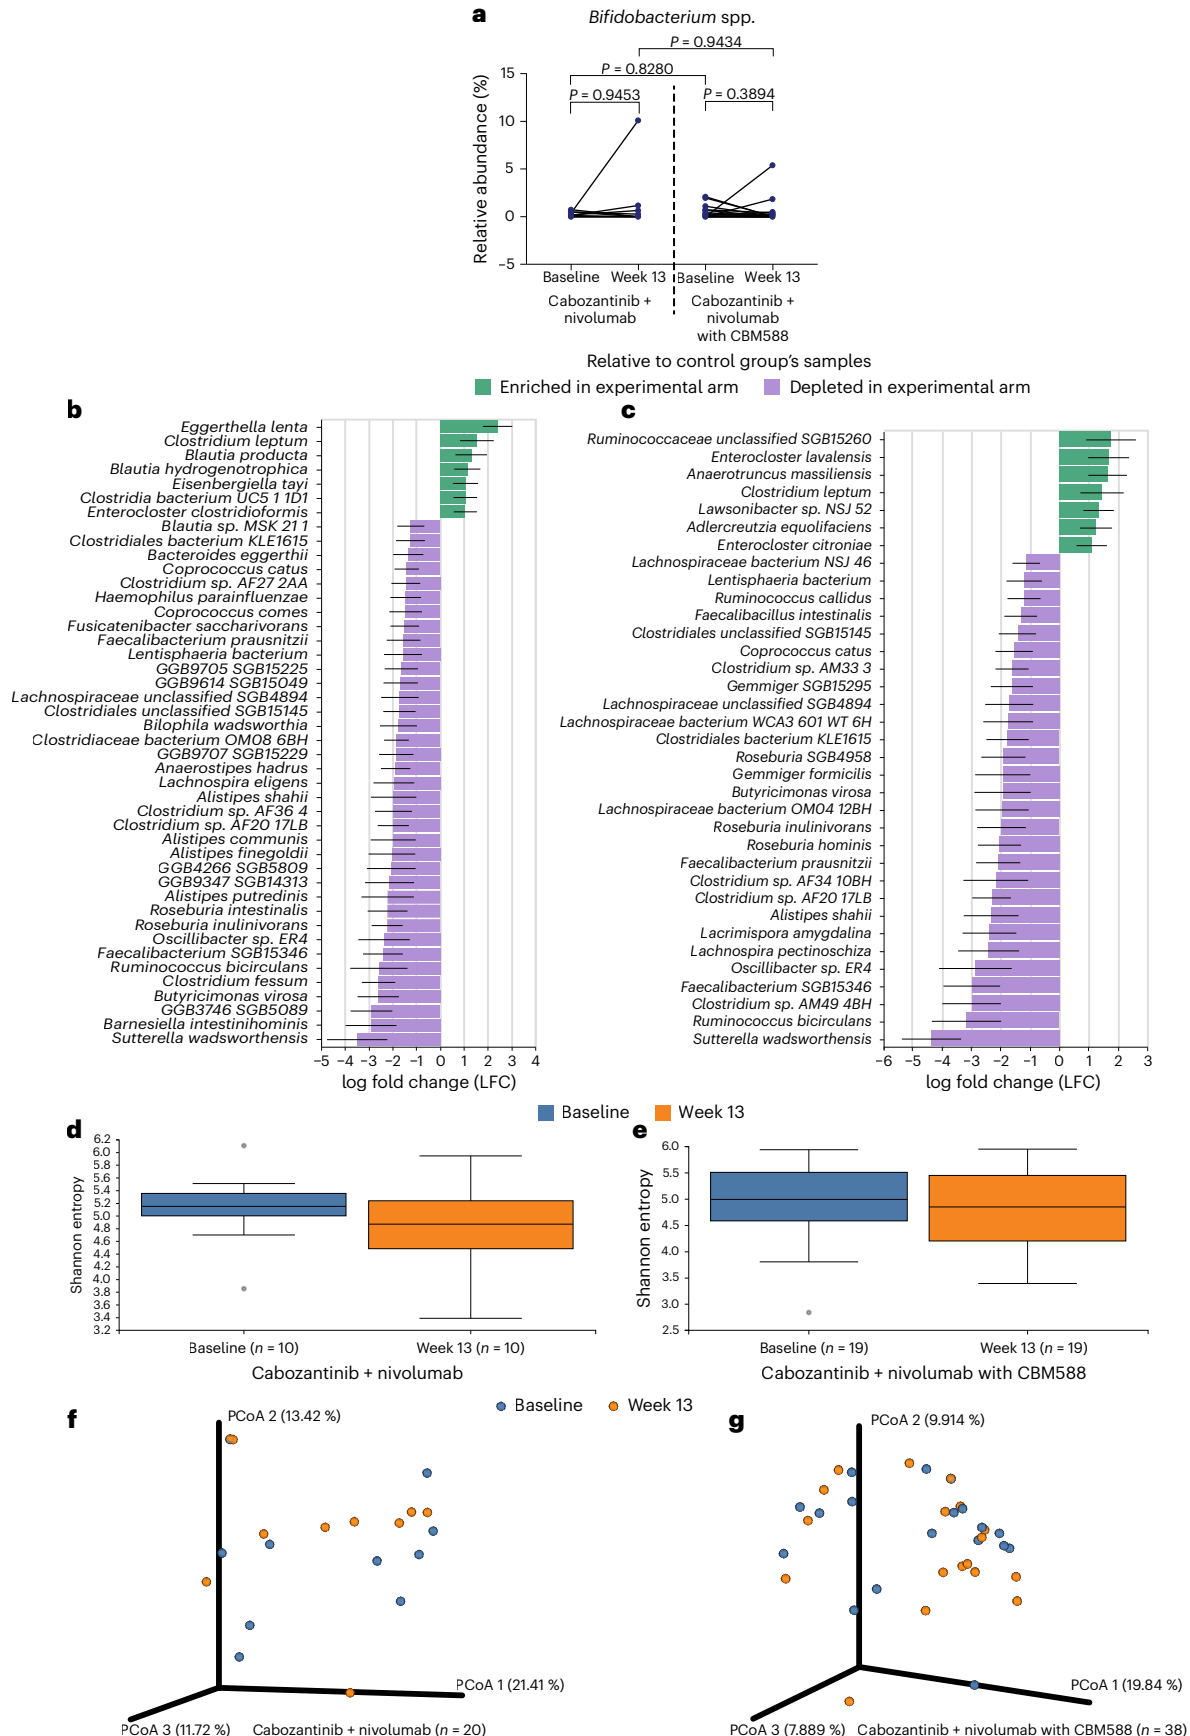 a
Bifidobacterium spp.
P = 0.9434
P = 0.8280
P = 0.9453
P = 0.3894
Relative abundance (%)
15
10
5
0
−5
Baseline
Week 13
Baseline
Week 13
Cabozantinib +
nivolumab
Cabozantinib +
nivolumab
with CBM588
Relative to control group's samples
Enriched in experimental arm
Depleted in experimental arm
b
Eggerthella lenta
Clostridium leptum
Blautia producta
Blautia hydrogenotrophica
Eisenbergiella tayi
Clostridia bacterium UC5 1 1D1
Enterocloster clostridioformis
Blautia sp. MSK 21 1
Clostridiales bacterium KLE1615
Bacteroides eggerthii
Coprococcus catus
Clostridium sp. AF27 2AA
Haemophilus parainfluenzae
Coprococcus comes
Fusicatenibacter saccharivorans
Faecalibacterium prausnitzii
Lentisphaeria bacterium
GGB9705 SGB15225
GGB9614 SGB15049
Lachnospiraceae unclassified SGB4894
Clostridiales unclassified SGB15145
Bilophila wadsworthia
Clostridiaceae bacterium OM08 6BH
GGB9707 SGB15229
Anaerostipes hadrus
Lachnospira eligens
Alistipes shahii
Clostridium sp. AF36 4
Clostridium sp. AF20 17LB
Alistipes communis
Alistipes finegoldii
GGB4266 SGB5809
GGB9347 SGB14313
Alistipes putredinis
Roseburia intestinalis
Roseburia inulinivorans
Oscillibacter sp. ER4
Faecalibacterium SGB15346
Ruminococcus bicirculans
Clostridium fessum
Butyricimonas virosa
GGB3746 SGB5089
Barnesiella intestinihominis
Sutterella wadsworthensis
−5 −4 −3 −2 −1 0 1 2 3 4
log fold change (LFC)
c
Ruminococcaceae unclassified SGB15260
Enterocloster lavalensis
Anaerotruncus massiliensis
Clostridium leptum
Lawsonibacter sp. NSJ 52
Adlercreutzia equolifaciens
Enterocloster citroniae
Lachnospiraceae bacterium NSJ 46
Lentisphaeria bacterium
Ruminococcus callidus
Faecalibacillus intestinalis
Clostridiales unclassified SGB15145
Coprococcus catus
Clostridium sp. AM33 3
Gemmiger SGB15295
Lachnospiraceae unclassified SGB4894
Lachnospiraceae bacterium WCA3 601 WT 6H
Clostridiales bacterium KLE1615
Roseburia SGB4958
Gemmiger formicilis
Butyricimonas virosa
Lachnospiraceae bacterium OM04 12BH
Roseburia inulinivorans
Roseburia hominis
Faecalibacterium prausnitzii
Clostridium sp. AF34 10BH
Clostridium sp. AF20 17LB
Alistipes shahii
Lacrimispora amygdalina
Lachnospira pectinoschiza
Oscillibacter sp. ER4
Faecalibacterium SGB15346
Clostridium sp. AM49 4BH
Ruminococcus bicirculans
Sutterella wadsworthensis
−6 −5 −4 −3 −2 −1 0 1 2 3
log fold change (LFC)
Baseline
Week 13
d
Shannon entropy
6.2
6.0
5.8
5.6
5.4
5.2
5.0
4.8
4.6
4.4
4.2
4.0
3.8
3.6
3.4
3.2
Baseline (n = 10)
Week 13 (n = 10)
Cabozantinib + nivolumab
e
Shannon entropy
6.0
5.5
5.0
4.5
4.0
3.5
3.0
2.5
Baseline (n = 19)
Week 13 (n = 19)
Cabozantinib + nivolumab with CBM588
Baseline
Week 13
f
PCoA 2 (13.42 %)
PCoA 1 (21.41 %)
PCoA 3 (11.72 %)
Cabozantinib + nivolumab (n = 20)
g
PCoA 2 (9.914 %)
PCoA 1 (19.84 %)
PCoA 3 (7.889 %)
Cabozantinib + nivolumab with CBM588 (n = 38)